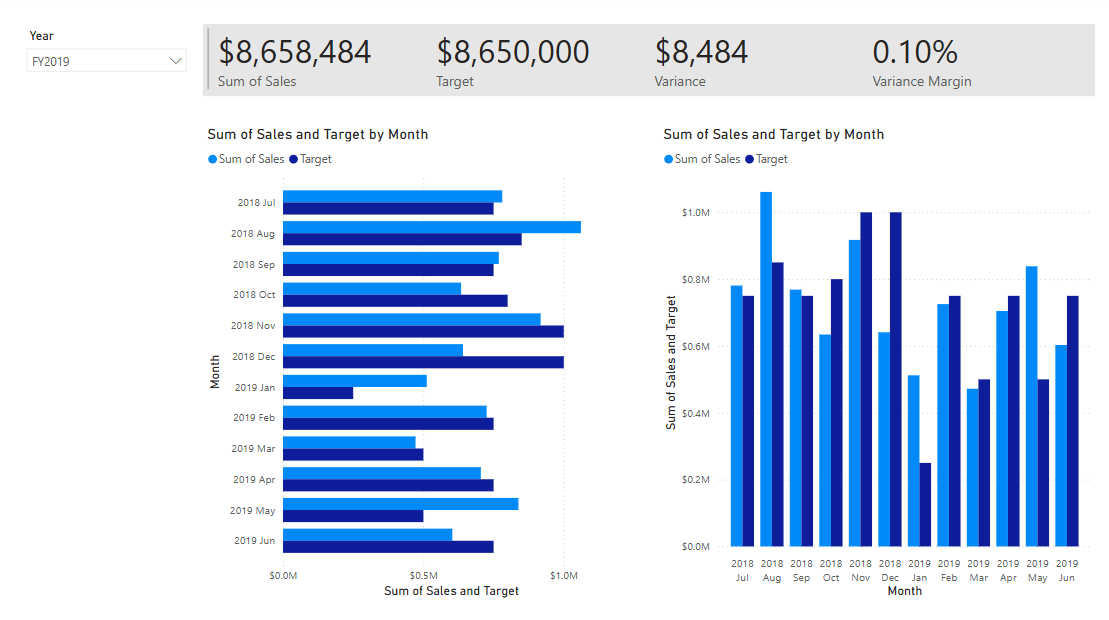 Year
FY2019
$8,658,484 $8,650,000 $8,484 0.10%
Sum of Sales Target Variance Variance Margin
Sum of Sales and Target by Month
Sum of Sales Target
Month
2018 Jul
2018 Aug
2018 Sep
2018 Oct
2018 Nov
2018 Dec
2019 Jan
2019 Feb
2019 Mar
2019 Apr
2019 May
2019 Jun
$0.0M $0.5M $1.0M
Sum of Sales and Target
Sum of Sales and Target by Month
Sum of Sales Target
Sum of Sales and Target
$1.0M
$0.8M
$0.6M
$0.4M
$0.2M
$0.0M
2018 2018 2018 2018 2018 2018 2019 2019 2019 2019 2019 2019
Jul Aug Sep Oct Nov Dec Jan Feb Mar Apr May Jun
Month